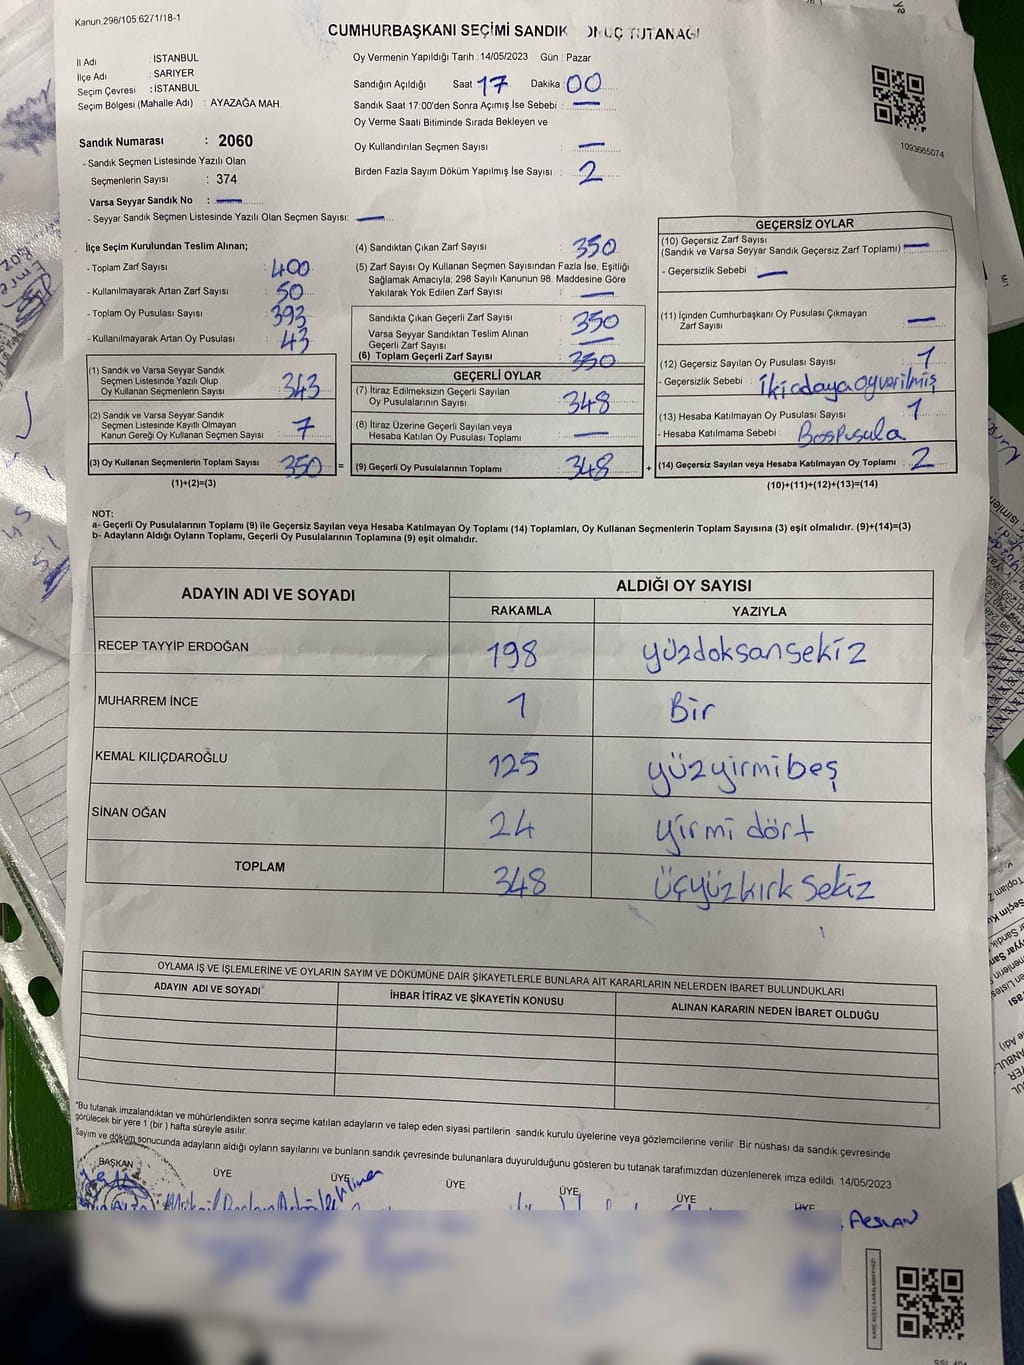 Kanun.298/105.6271/18-1
CUMHURBAŞKANI SEÇİMİ SANDIK TUTANAĞI
İl Adı : İSTANBUL
İlçe Adı : SARIYER
Seçim Çevresi : İSTANBUL
Seçim Bölgesi (Mahalle Adı) : AYAZAĞA MAH.
Sandık Numarası : 2060
- Sandık Seçmen Listesinde Yazılı Olan
Seçmenlerin Sayısı : 374
Varsa Seyyar Sandık No : —
- Seyyar Sandık Seçmen Listesinde Yazılı Olan Seçmen Sayısı: —
Oy Vermenin Yapıldığı Tarih : 14/05/2023 Gün : Pazar
Sandığın Açıldığı Saat 17 Dakika 00
Sandık Saat 17:00'den Sonra Açımış İse Sebebi : —
Oy Verme Saati Bitiminde Sırada Bekleyen ve
Oy Kullandırılan Seçmen Sayısı : —
Birden Fazla Sayım Döküm Yapılmış İse Sayısı : 2
1093665074
İlçe Seçim Kurulundan Teslim Alınan;
- Toplam Zarf Sayısı : 400
- Kullanılmayarak Artan Zarf Sayısı : 50
- Toplam Oy Pusulası Sayısı : 393
- Kullanılmayarak Artan Oy Pusulası : 43
(1) Sandık ve Varsa Seyyar Sandık
Seçmen Listesinde Yazılı Olup
Oy Kullanan Seçmenlerin Sayısı : 343
(2) Sandık ve Varsa Seyyar Sandık
Seçmen Listesinde Kayıtlı Olmayan
Kanun Gereği Oy Kullanan Seçmen Sayısı : 7
(3) Oy Kullanan Seçmenlerin Toplam Sayısı : 350
(1)+(2)=(3)
(4) Sandıktan Çıkan Zarf Sayısı : 350
(5) Zarf Sayısı Oy Kullanan Seçmen Sayısından Fazla İse, Eşitliği
Sağlamak Amacıyla; 298 Sayılı Kanunun 98. Maddesine Göre
Yakılarak Yok Edilen Zarf Sayısı : —
Sandıkta Çıkan Geçerli Zarf Sayısı : 350
Varsa Seyyar Sandıktan Teslim Alınan
Geçerli Zarf Sayısı : —
(6) Toplam Geçerli Zarf Sayısı : 350
GEÇERLİ OYLAR
(7) İtiraz Edilmeksizin Geçerli Sayılan
Oy Pusulalarının Sayısı : 348
(8) İtiraz Üzerine Geçerli Sayılan veya
Hesaba Katılan Oy Pusulası Toplamı : —
= (9) Geçerli Oy Pusulalarının Toplamı : 348 +
GEÇERSİZ OYLAR
(10) Geçersiz Zarf Sayısı
(Sandık ve Varsa Seyyar Sandık Geçersiz Zarf Toplamı) : —
- Geçersizlik Sebebi : —
(11) İçinden Cumhurbaşkanı Oy Pusulası Çıkmayan
Zarf Sayısı : —
(12) Geçersiz Sayılan Oy Pusulası Sayısı : 1
- Geçersizlik Sebebi : İki adaya oy verilmiş
(13) Hesaba Katılmayan Oy Pusulası Sayısı : 1
- Hesaba Katılmama Sebebi : Boş Pusula
(14) Geçersiz Sayılan veya Hesaba Katılmayan Oy Toplamı : 2
(10)+(11)+(12)+(13)=(14)
NOT:
a- Geçerli Oy Pusulalarının Toplamı (9) ile Geçersiz Sayılan veya Hesaba Katılmayan Oy Toplamı (14) Toplamları, Oy Kullanan Seçmenlerin Toplam Sayısına (3) eşit olmalıdır. (9)+(14)=(3)
b- Adayların Aldığı Oyların Toplamı, Geçerli Oy Pusulalarının Toplamına (9) eşit olmalıdır.
ADAYIN ADI VE SOYADI ALDIĞI OY SAYISI
RAKAMLA YAZIYLA
RECEP TAYYİP ERDOĞAN 198 yüzdoksansekiz
MUHARREM İNCE 1 Bir
KEMAL KILIÇDAROĞLU 125 yüzyirmibeş
SİNAN OĞAN 24 yirmi dört
TOPLAM 348 üçyüzkırk sekiz
OYLAMA İŞ VE İŞLEMLERİNE VE OYLARIN SAYIM VE DÖKÜMÜNE DAİR ŞİKAYETLERLE BUNLARA AİT KARARLARIN NELERDEN İBARET BULUNDUKLARI
ADAYIN ADI VE SOYADI İHBAR İTİRAZ VE ŞİKAYETİN KONUSU ALINAN KARARIN NEDEN İBARET OLDUĞU
"Bu tutanak imzalandıktan ve mühürlendikten sonra seçime katılan adayların ve talep eden siyasi partilerin sandık kurulu üyelerine veya gözlemcilerine verilir .Bir nüshası da sandık çevresinde
görülecek bir yere 1 (bir) hafta süreyle asılır.
Sayım ve döküm sonucunda adayların aldığı oyların sayılarını ve bunların sandık çevresinde bulunanlara duyurulduğunu gösteren bu tutanak tarafımızdan düzenlenerek imza edildi. 14/05/2023
BAŞKAN ÜYE ÜYE ÜYE ÜYE ÜYE ÜYE
ARSLAN